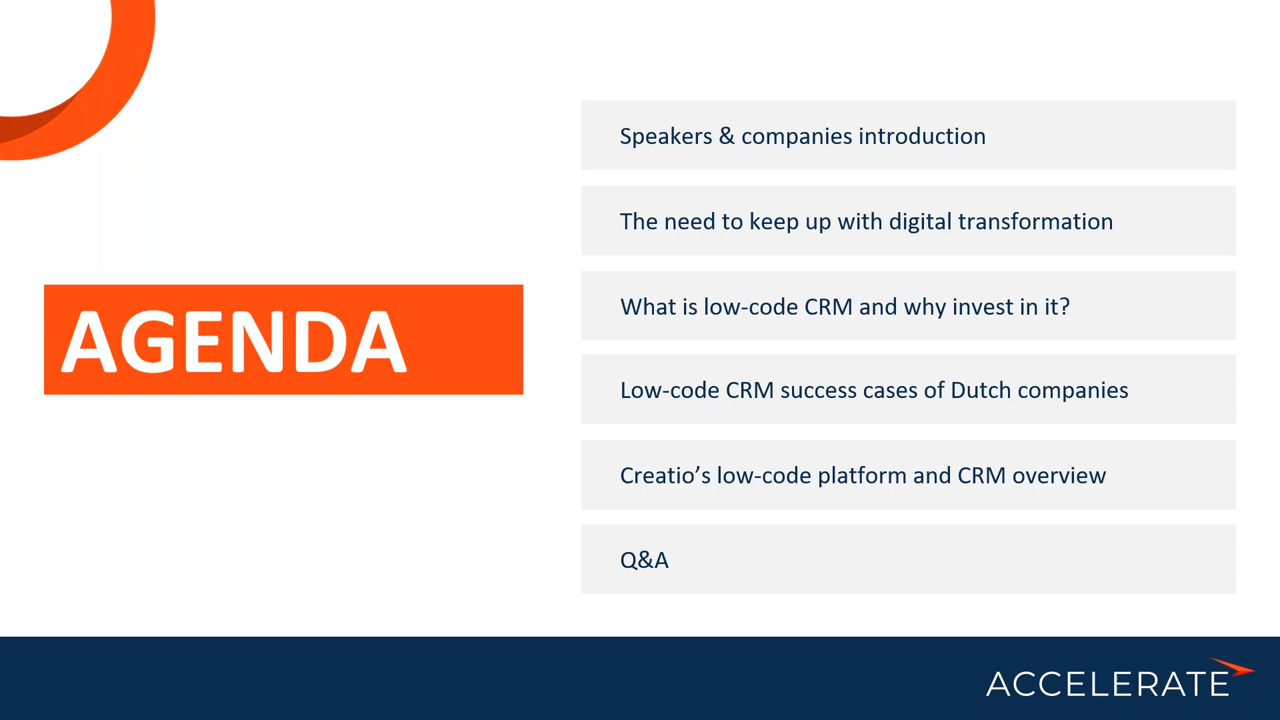 AGENDA
Speakers & companies introduction
The need to keep up with digital transformation
What is low-code CRM and why invest in it?
Low-code CRM success cases of Dutch companies
Creatio’s low-code platform and CRM overview
Q&A
ACCELERATE